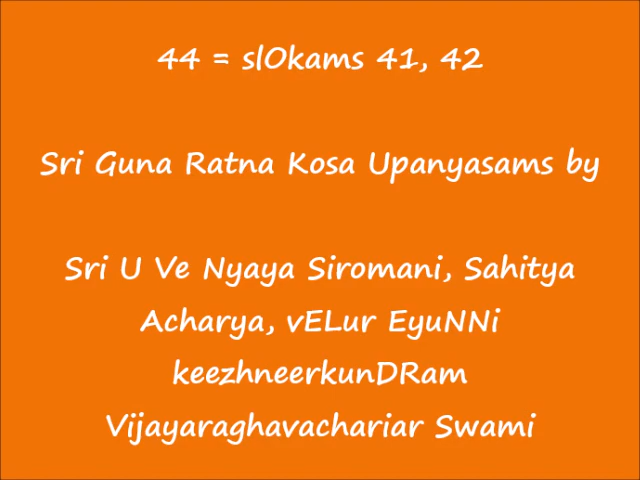 44 = slOkams 41, 42
Sri Guna Ratna Kosa Upanyasams by
Sri U Ve Nyaya Siromani, Sahitya
Acharya, vELur EyuNNi
keezhneerkunDRam
Vijayaraghavachariar Swami